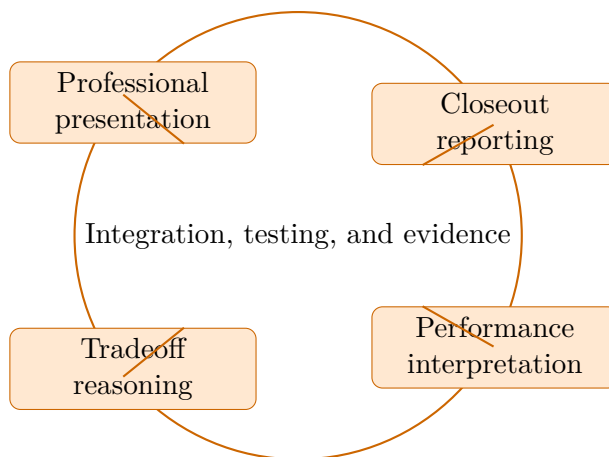 Professional
presentation
Closeout
reporting
Integration, testing, and evidence
Tradeoff
reasoning
Performance
interpretation